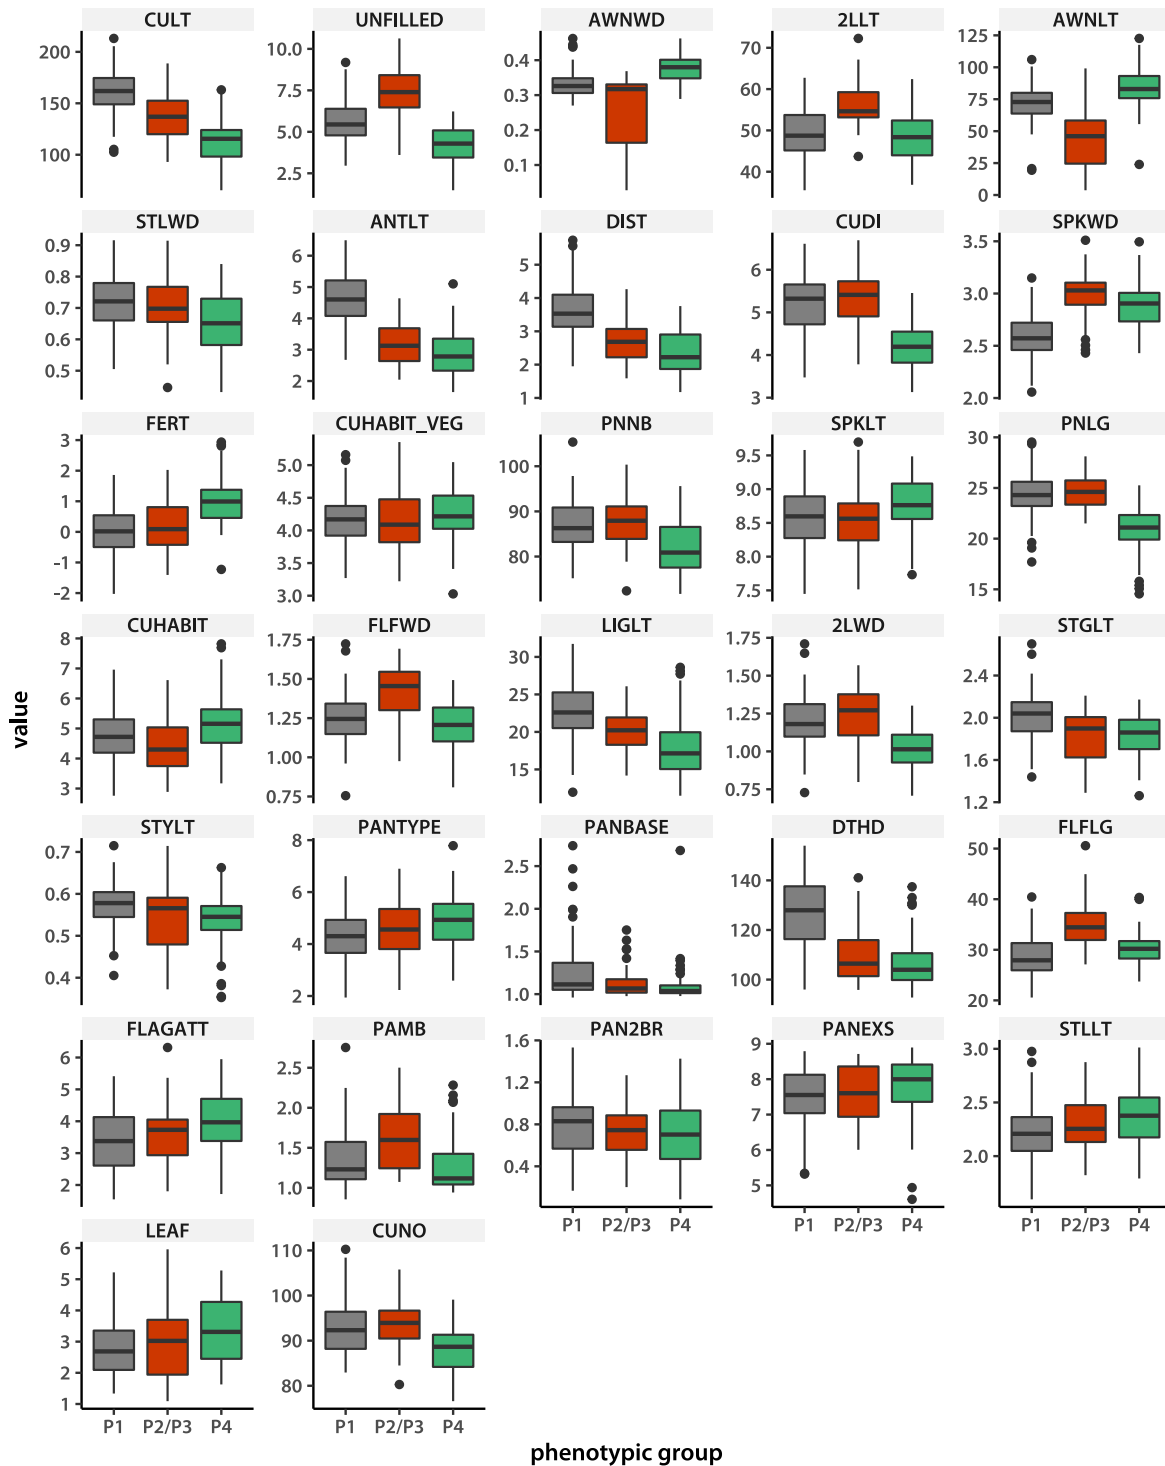 CULT UNFILLED AWNWD 2LLT AWNLT
200 150 100
10.0 7.5 5.0 2.5
0.4 0.3 0.2 0.1
70 60 50 40
125 100 75 50 25 0
STLWD ANTLT DIST CUDI SPKWD
0.9 0.8 0.7 0.6 0.5
6 5 4 3 2
5 4 3 2 1
6 5 4 3
3.5 3.0 2.5 2.0
FERT CUHABIT_VEG PNNB SPKLT PNLG
3 2 1 0 -1 -2
5.0 4.5 4.0 3.5 3.0
100 90 80
9.5 9.0 8.5 8.0 7.5
30 25 20 15
CUHABIT FLFWD LIGLT 2LWD STGLT
8 7 6 5 4 3
1.75 1.50 1.25 1.00 0.75
30 25 20 15
1.75 1.50 1.25 1.00 0.75
2.4 2.0 1.6 1.2
value
STYLT PANTYPE PANBASE DTHD FLFLG
0.7 0.6 0.5 0.4
8 6 4 2
2.5 2.0 1.5 1.0
140 120 100
50 40 30 20
FLAGATT PAMB PAN2BR PANEXS STLLT
6 5 4 3 2
2.5 2.0 1.5 1.0
1.6 1.2 0.8 0.4
9 8 7 6 5
3.0 2.5 2.0
P1 P2/P3 P4 P1 P2/P3 P4 P1 P2/P3 P4
LEAF CUNO
6 5 4 3 2 1
110 100 90 80
P1 P2/P3 P4 P1 P2/P3 P4
phenotypic group